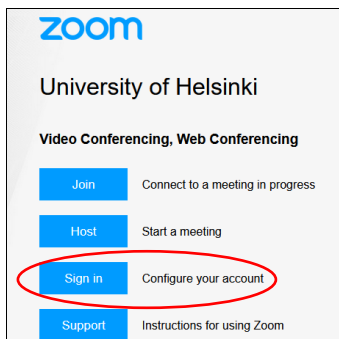 zoom
University of Helsinki
Video Conferencing, Web Conferencing
Join Connect to a meeting in progress
Host Start a meeting
Sign in Configure your account
Support Instructions for using Zoom